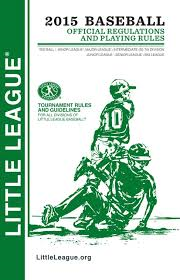 2015 BASEBALL
OFFICIAL REGULATIONS
AND PLAYING RULES
LITTLE LEAGUE®
TOURNAMENT RULES
AND GUIDELINES
FOR ALL DIVISIONS OF
LITTLE LEAGUE BASEBALL®
10
LittleLeague.org